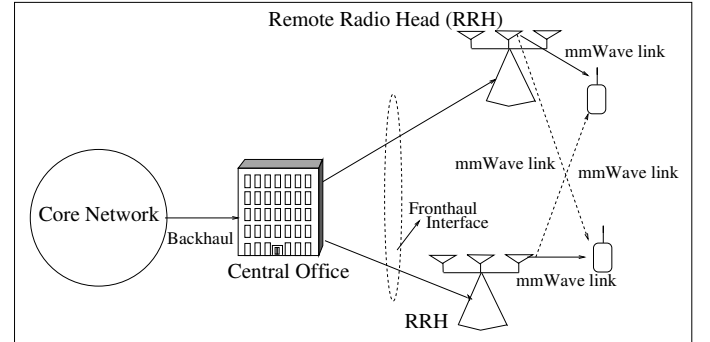 Remote Radio Head (RRH)
mmWave link
mmWave link
mmWave link
Core Network
Backhaul
Fronthaul
Interface
Central Office
mmWave link
RRH